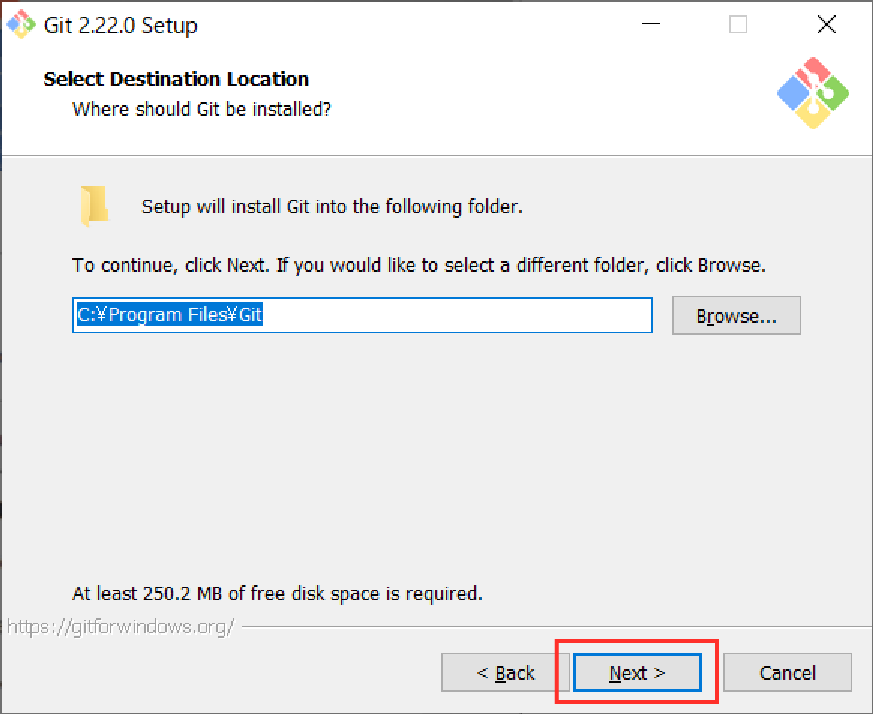 Git 2.22.0 Setup
Select Destination Location
Where should Git be installed?
Setup will install Git into the following folder.
To continue, click Next. If you would like to select a different folder, click Browse.
C:¥Program Files¥Git
Browse...
At least 250.2 MB of free disk space is required.
https://gitforwindows.org/
< Back
Next >
Cancel